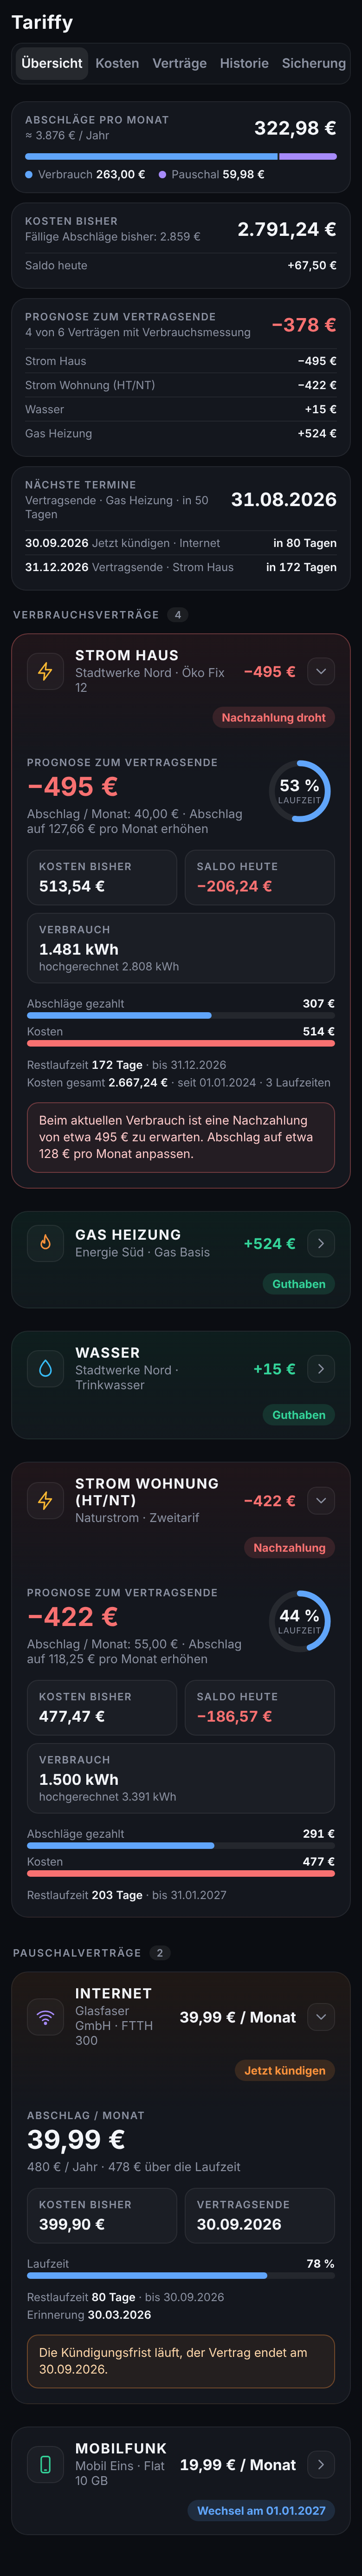 Tariffy
Übersicht Kosten Verträge Historie Sicherung
ABSCHLÄGE PRO MONAT
≈ 3.876 € / Jahr
322,98 €
Verbrauch 263,00 € Pauschal 59,98 €
KOSTEN BISHER
Fällige Abschläge bisher: 2.859 €
2.791,24 €
Saldo heute +67,50 €
PROGNOSE ZUM VERTRAGSENDE
4 von 6 Verträgen mit Verbrauchsmessung
−378 €
Strom Haus −495 €
Strom Wohnung (HT/NT) −422 €
Wasser +15 €
Gas Heizung +524 €
NÄCHSTE TERMINE
Vertragsende · Gas Heizung · in 50
Tagen
31.08.2026
30.09.2026 Jetzt kündigen · Internet in 80 Tagen
31.12.2026 Vertragsende · Strom Haus in 172 Tagen
VERBRAUCHSVERTRÄGE 4
STROM HAUS
Stadtwerke Nord · Öko Fix
12
−495 €
Nachzahlung droht
PROGNOSE ZUM VERTRAGSENDE
−495 €
Abschlag / Monat: 40,00 € · Abschlag
auf 127,66 € pro Monat erhöhen
53 %
LAUFZEIT
KOSTEN BISHER
513,54 €
SALDO HEUTE
−206,24 €
VERBRAUCH
1.481 kWh
hochgerechnet 2.808 kWh
Abschläge gezahlt 307 €
Kosten 514 €
Restlaufzeit 172 Tage · bis 31.12.2026
Kosten gesamt 2.667,24 € · seit 01.01.2024 · 3 Laufzeiten
Beim aktuellen Verbrauch ist eine Nachzahlung
von etwa 495 € zu erwarten. Abschlag auf etwa
128 € pro Monat anpassen.
GAS HEIZUNG
Energie Süd · Gas Basis
+524 €
Guthaben
WASSER
Stadtwerke Nord ·
Trinkwasser
+15 €
Guthaben
STROM WOHNUNG
(HT/NT)
Naturstrom · Zweitarif
−422 €
Nachzahlung
PROGNOSE ZUM VERTRAGSENDE
−422 €
Abschlag / Monat: 55,00 € · Abschlag
auf 118,25 € pro Monat erhöhen
44 %
LAUFZEIT
KOSTEN BISHER
477,47 €
SALDO HEUTE
−186,57 €
VERBRAUCH
1.500 kWh
hochgerechnet 3.391 kWh
Abschläge gezahlt 291 €
Kosten 477 €
Restlaufzeit 203 Tage · bis 31.01.2027
PAUSCHALVERTRÄGE 2
INTERNET
Glasfaser
GmbH · FTTH
300
39,99 € / Monat
Jetzt kündigen
ABSCHLAG / MONAT
39,99 €
480 € / Jahr · 478 € über die Laufzeit
KOSTEN BISHER
399,90 €
VERTRAGSENDE
30.09.2026
Laufzeit 78 %
Restlaufzeit 80 Tage · bis 30.09.2026
Erinnerung 30.03.2026
Die Kündigungsfrist läuft, der Vertrag endet am
30.09.2026.
MOBILFUNK
Mobil Eins · Flat
10 GB
19,99 € / Monat
Wechsel am 01.01.2027